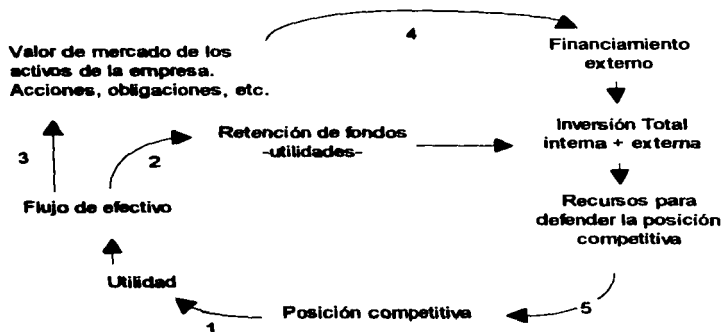 4
Valor de mercado de los
activos de la empresa.
Acciones, obligaciones, etc.
Financiamiento
externo
3
2
Retención de fondos
-utilidades-
Inversión Total
interna + externa
Flujo de efectivo
Recursos para
defender la posición
competitiva
Utilidad
1
Posición competitiva
5